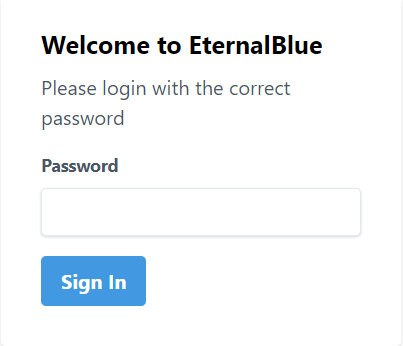 Welcome to EternalBlue
Please login with the correct
password
Password
Sign In